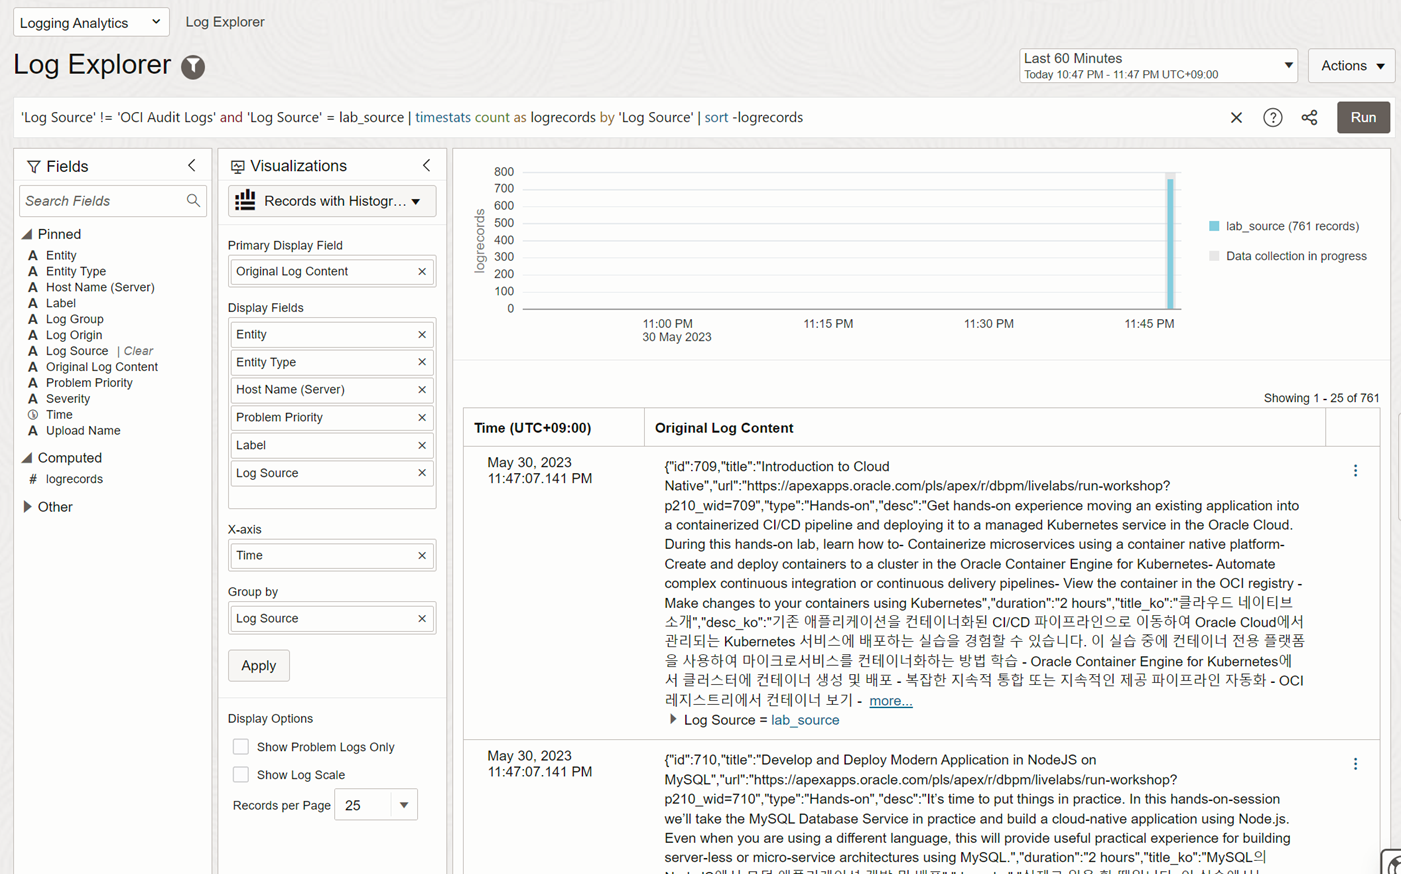 Logging Analytics
Log Explorer
Log Explorer
Last 60 Minutes
Today 10:47 PM - 11:47 PM UTC+09:00
Actions
'Log Source' != 'OCI Audit Logs' and 'Log Source' = lab_source | timestats count as logrecords by 'Log Source' | sort -logrecords
?
Run
Fields
Search Fields
Pinned
A Entity
A Entity Type
A Host Name (Server)
A Label
A Log Group
A Log Origin
A Log Source | Clear
A Original Log Content
A Problem Priority
A Severity
Time
A Upload Name
Computed
# logrecords
Other
Visualizations
Records with Histogr...
Primary Display Field
Original Log Content
Display Fields
Entity
Entity Type
Host Name (Server)
Problem Priority
Label
Log Source
X-axis
Time
Group by
Log Source
Apply
Display Options
Show Problem Logs Only
Show Log Scale
Records per Page 25
logrecords
800
700
600
500
400
300
200
100
0
11:00 PM
30 May 2023
11:15 PM
11:30 PM
11:45 PM
lab_source (761 records)
Data collection in progress
Showing 1 - 25 of 761
Time (UTC+09:00)
Original Log Content
May 30, 2023
11:47:07.141 PM
{"id":709,"title":"Introduction to Cloud
Native","url":"https://apexapps.oracle.com/pls/apex/r/dbpm/livelabs/run-workshop?
p210_wid=709","type":"Hands-on","desc":"Get hands-on experience moving an existing application into
a containerized CI/CD pipeline and deploying it to a managed Kubernetes service in the Oracle Cloud.
During this hands-on lab, learn how to- Containerize microservices using a container native platform-
Create and deploy containers to a cluster in the Oracle Container Engine for Kubernetes- Automate
complex continuous integration or continuous delivery pipelines- View the container in the OCI registry -
Make changes to your containers using Kubernetes","duration":"2 hours","title_ko":"클라우드 네이티브
소개","desc_ko":"기존 애플리케이션을 컨테이너화된 CI/CD 파이프라인으로 이동하여 Oracle Cloud에서
관리되는 Kubernetes 서비스에 배포하는 실습을 경험할 수 있습니다. 이 실습 중에 컨테이너 전용 플랫폼
을 사용하여 마이크로서비스를 컨테이너화하는 방법 학습 - Oracle Container Engine for Kubernetes에
서 클러스터에 컨테이너 생성 및 배포 - 복잡한 지속적 통합 또는 지속적인 제공 파이프라인 자동화 - OCI
레지스트리에서 컨테이너 보기 - more...
Log Source = lab_source
May 30, 2023
11:47:07.141 PM
{"id":710,"title":"Develop and Deploy Modern Application in NodeJS on
MySQL","url":"https://apexapps.oracle.com/pls/apex/r/dbpm/livelabs/run-workshop?
p210_wid=710","type":"Hands-on","desc":"It's time to put things in practice. In this hands-on-session
we'll take the MySQL Database Service in practice and build a cloud-native application using Node.js.
Even when you are using a different language, this will provide useful practical experience for building
server-less or micro-service architectures using MySQL.","duration":"2 hours","title_ko":"MySQL의